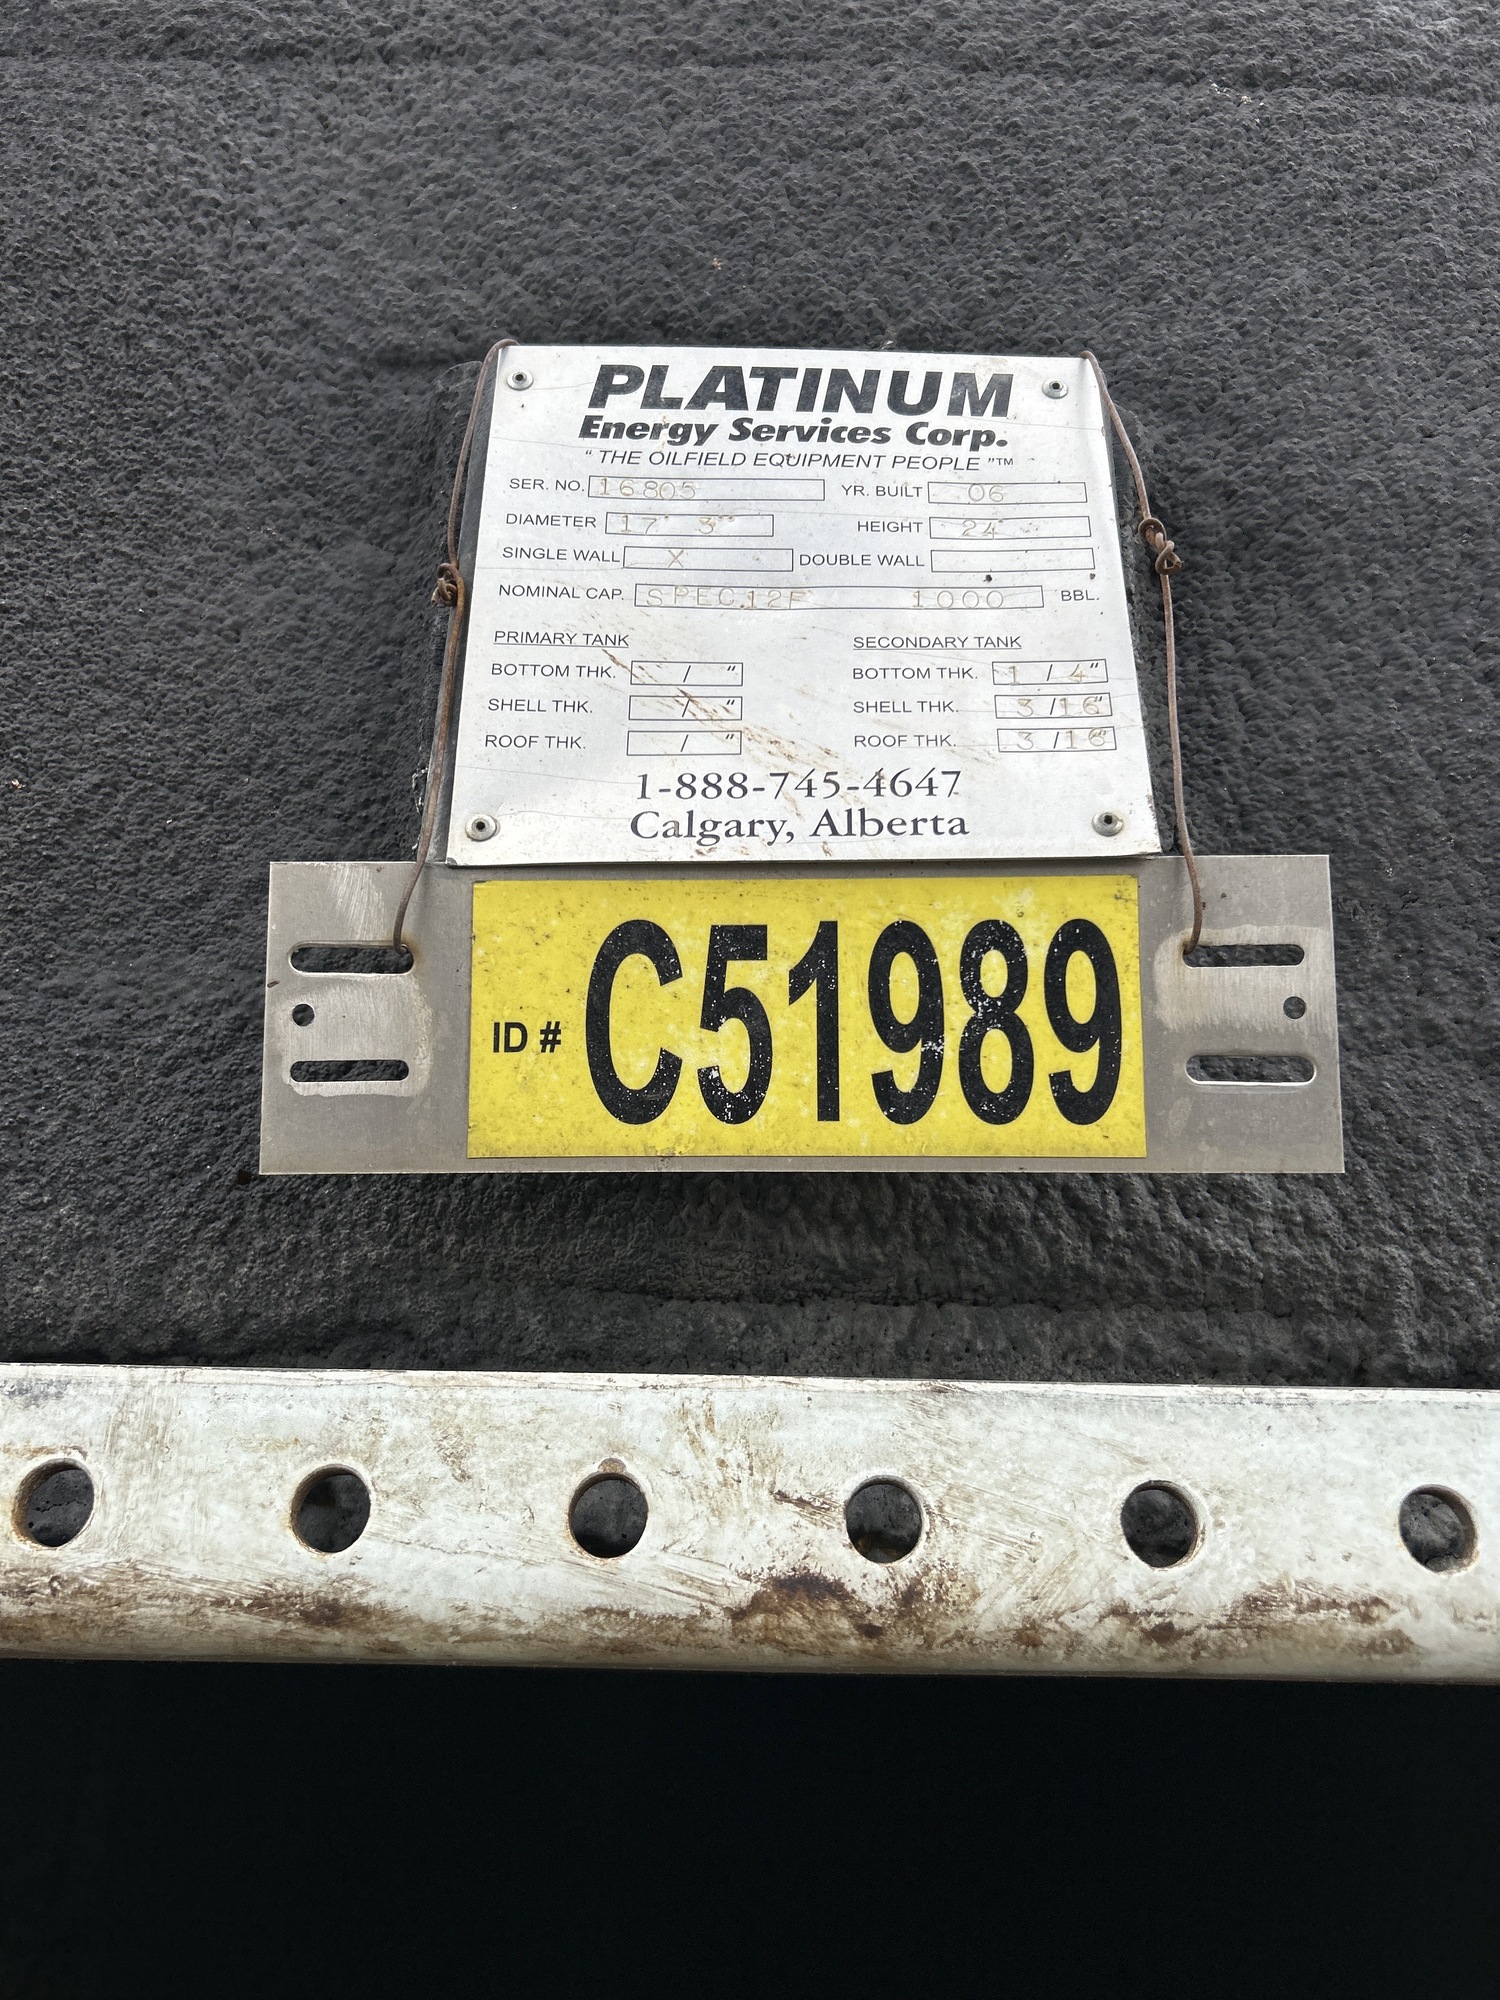 PLATINUM
Energy Services Corp.
" THE OILFIELD EQUIPMENT PEOPLE "™
SER. NO. 16805 YR. BUILT 06
DIAMETER 17' 3" HEIGHT 24'
SINGLE WALL X DOUBLE WALL
NOMINAL CAP. SPEC.12F 1000 BBL.
PRIMARY TANK SECONDARY TANK
BOTTOM THK. / " BOTTOM THK. 1 / 4"
SHELL THK. / " SHELL THK. 3 /16"
ROOF THK. / " ROOF THK. 3 /16"
1-888-745-4647
Calgary, Alberta
ID # C51989